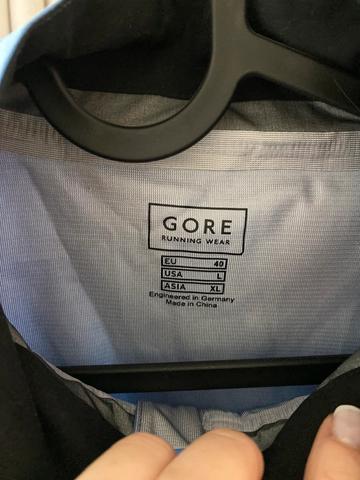 GORE
RUNNING WEAR
EU 40
USA L
ASIA XL
Engineered in Germany
Made in China